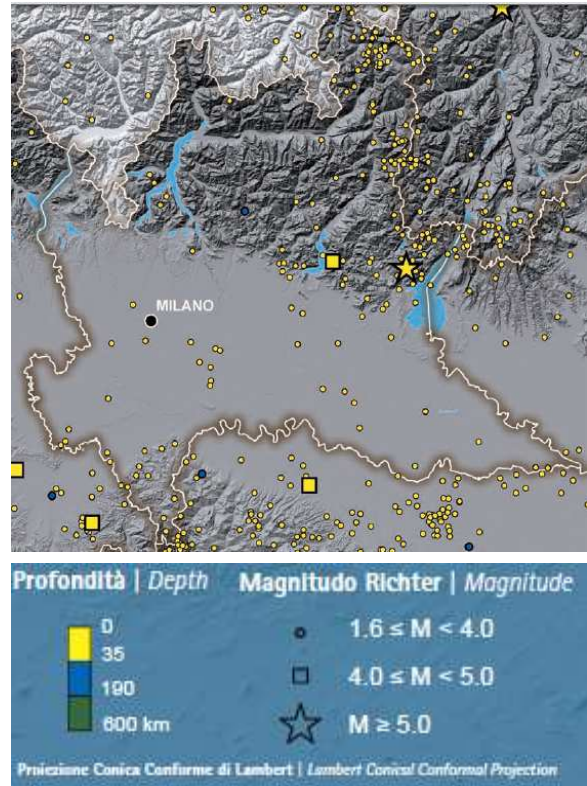 MILANO
Profondità | Depth
0
35
190
600 km
Magnitudo Richter | Magnitude
1.6 ≤ M < 4.0
4.0 ≤ M < 5.0
M ≥ 5.0
Proiezione Conica Conforme di Lambert | Lambert Conical Conformal Projection